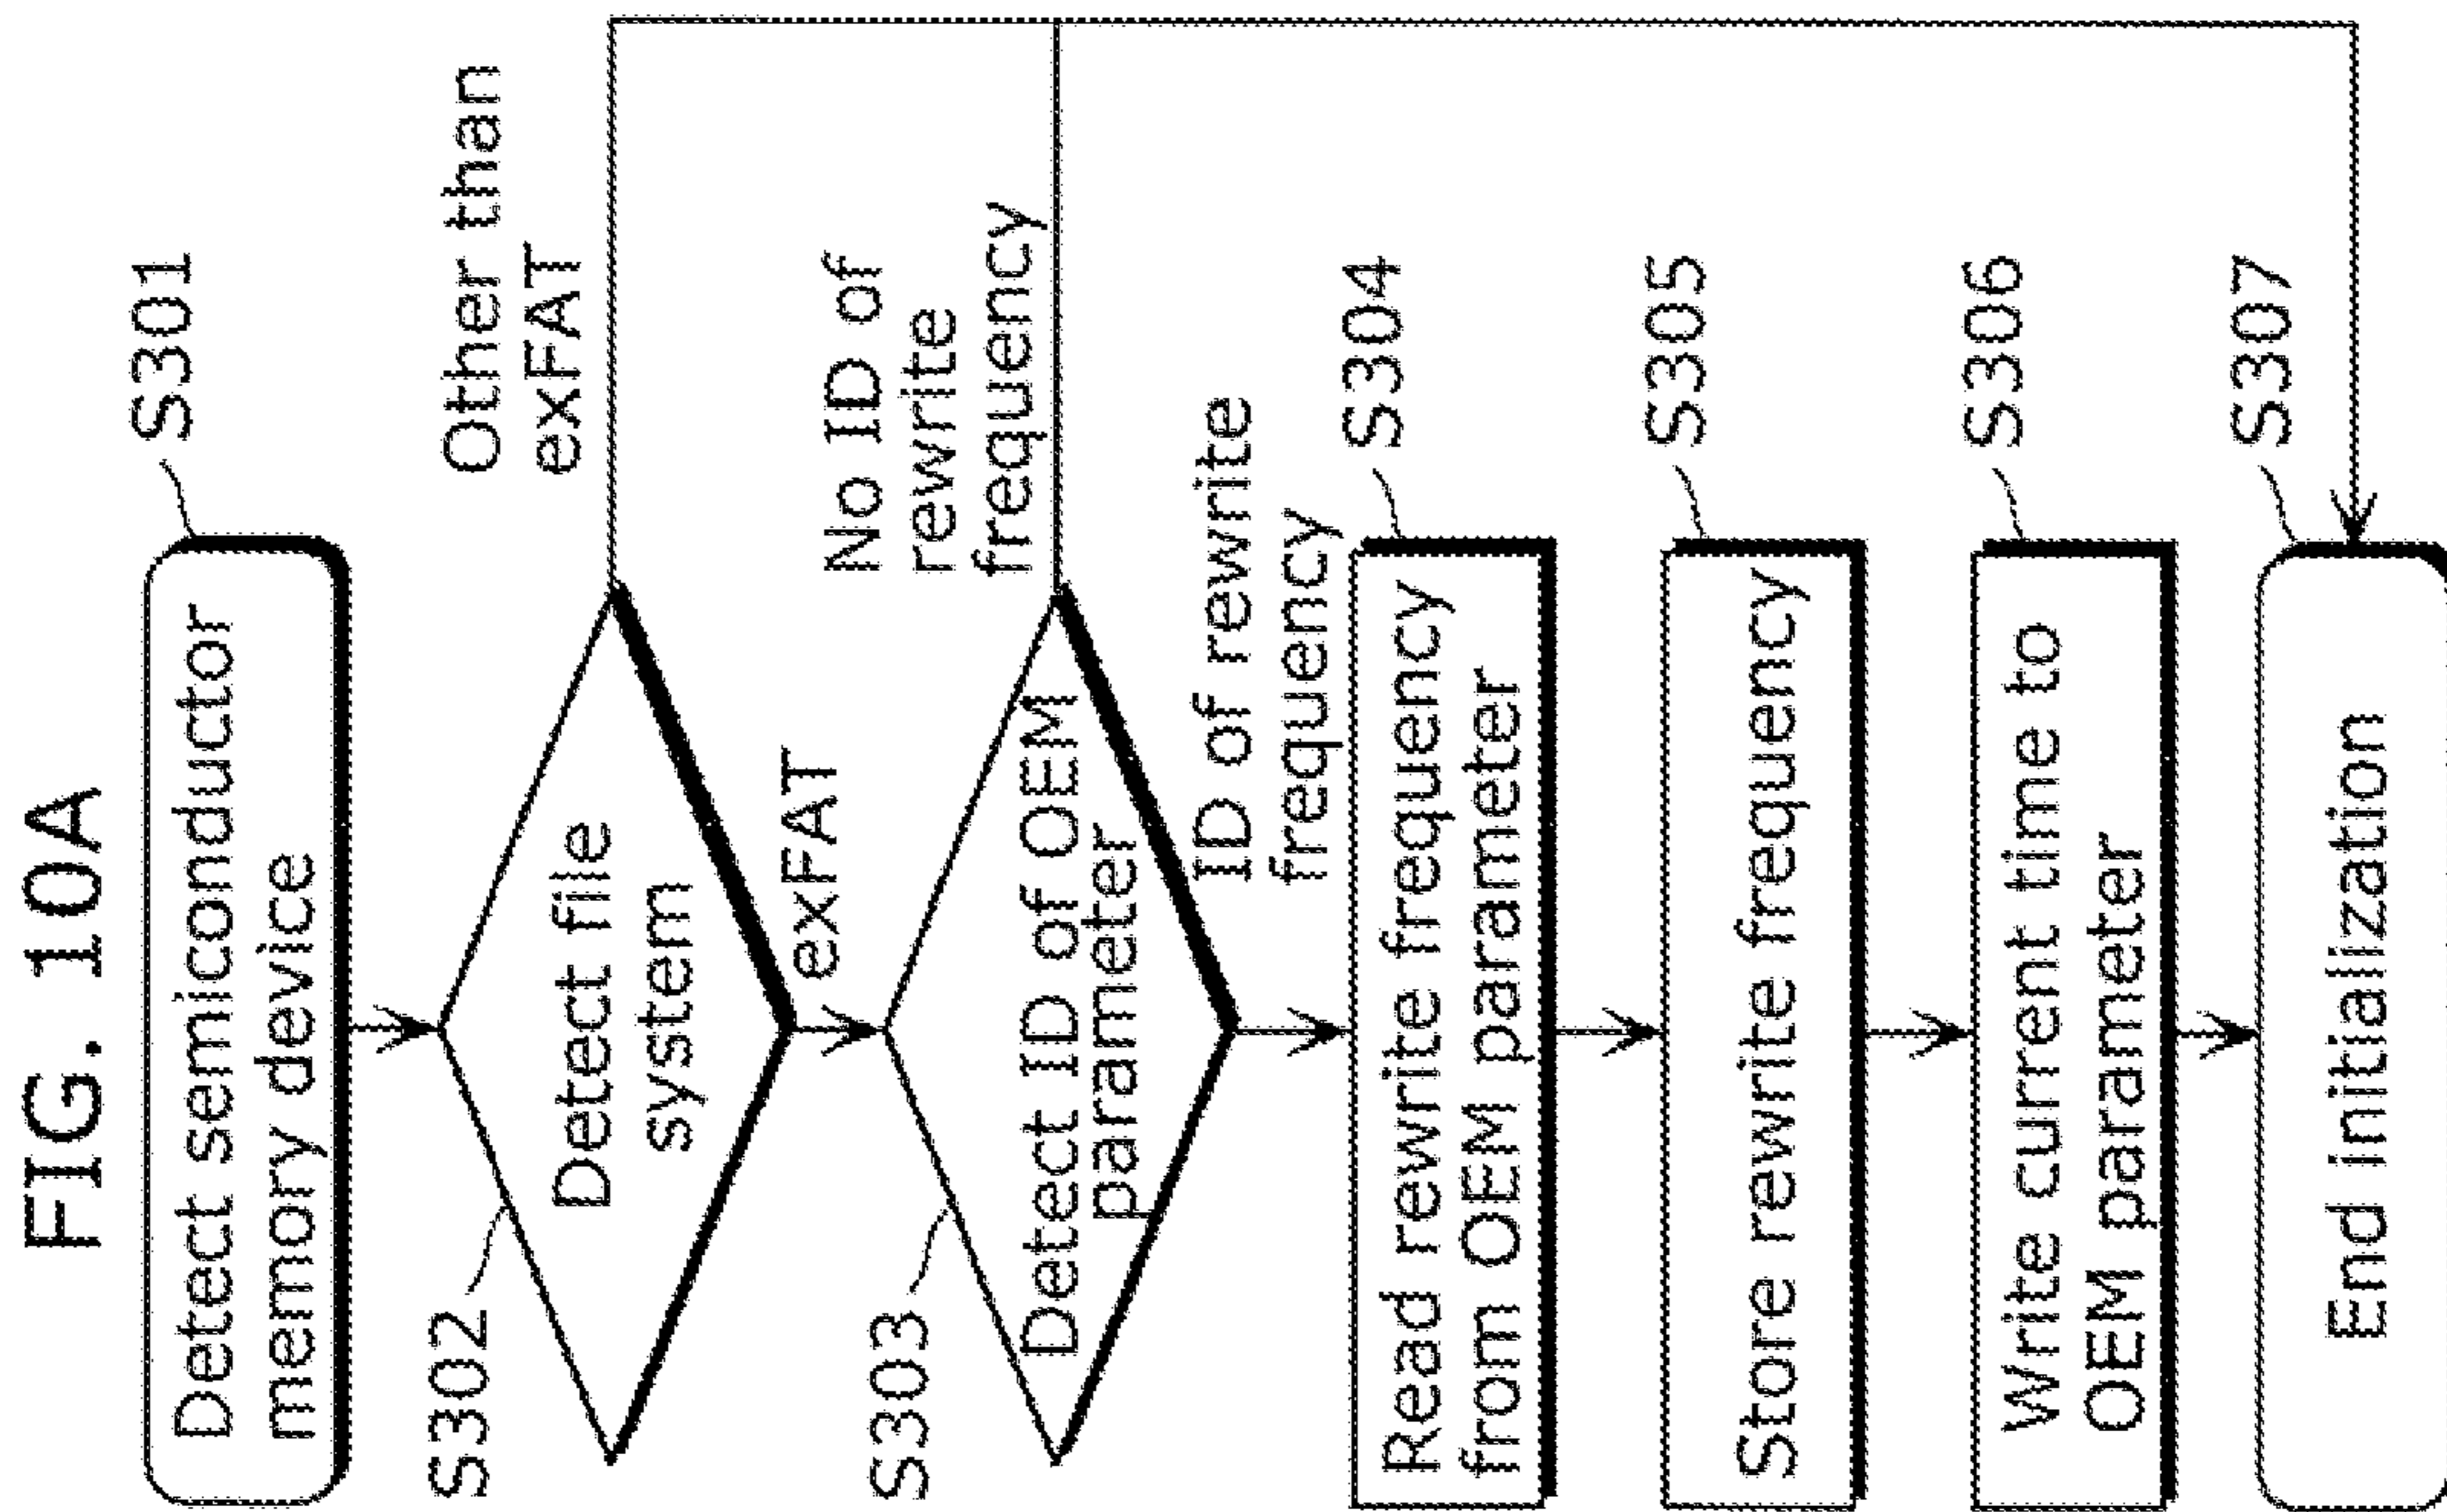 FIG. 10A
S301
Detect semiconductor
memory device
S302
Detect file
system
Other than
exFAT
exFAT
S303
Detect ID of OEM
parameter
No ID of
rewrite
frequency
ID of rewrite
frequency
S304
Read rewrite frequency
from OEM parameter
S305
Store rewrite frequency
S306
Write current time to
OEM parameter
S307
End initialization